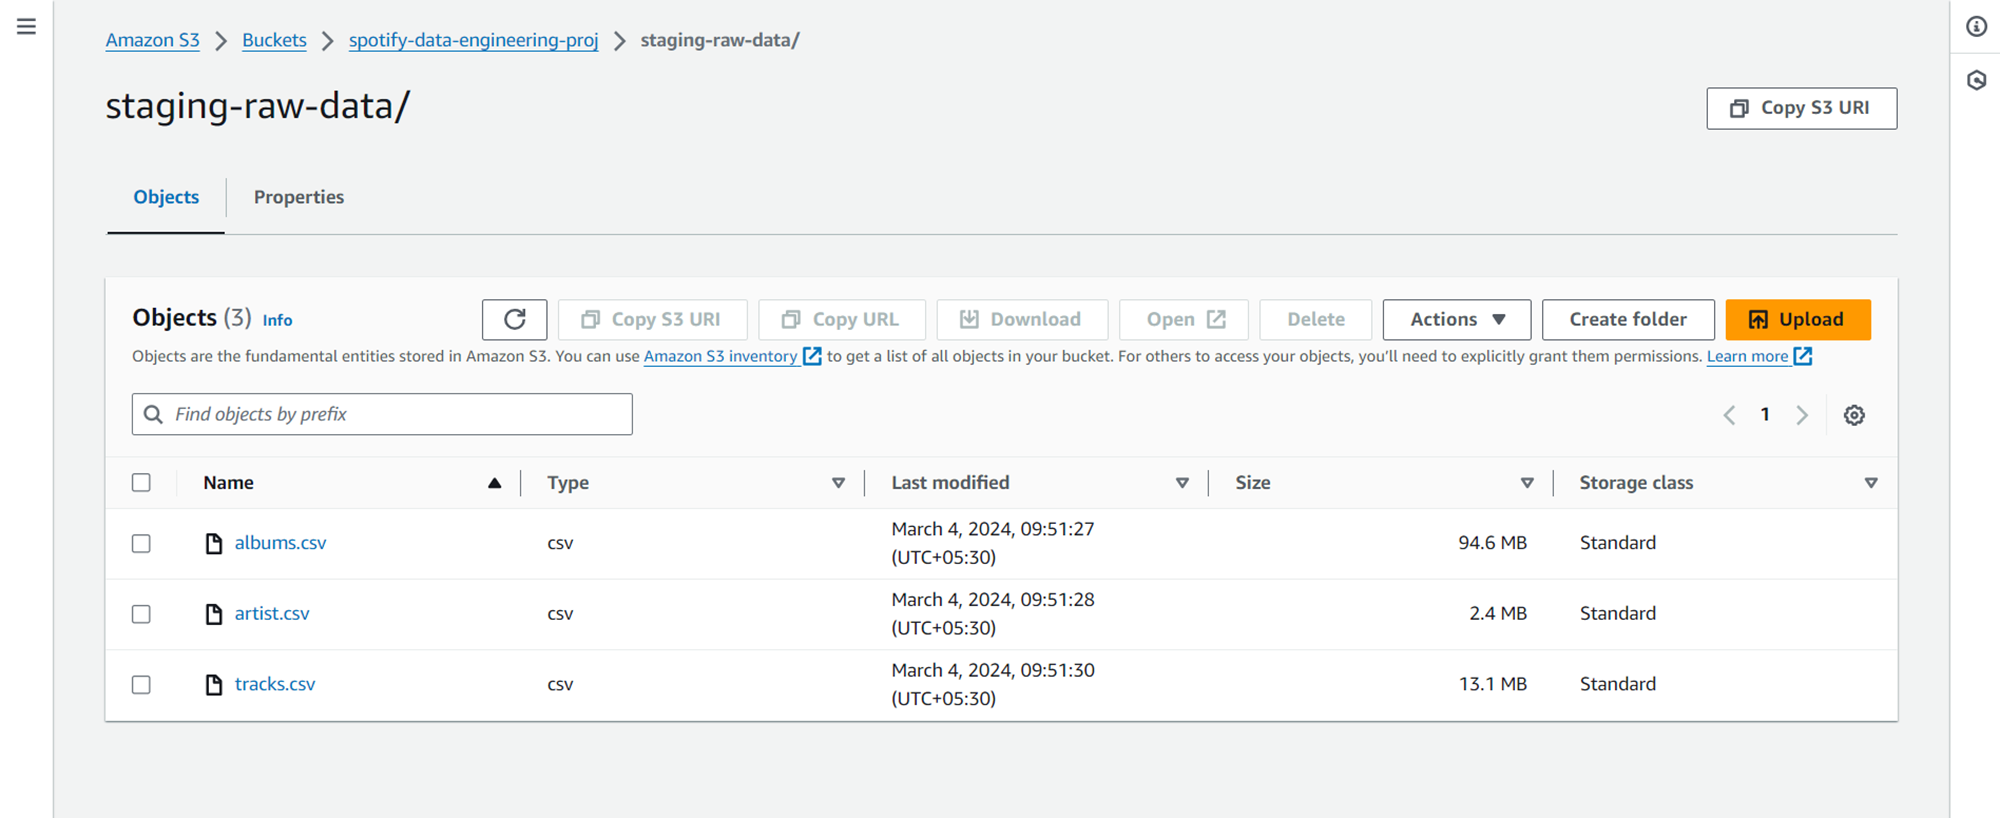 Amazon S3 Buckets spotify-data-engineering-proj staging-raw-data/
staging-raw-data/
Copy S3 URI
Objects Properties
Objects (3) Info
Copy S3 URI Copy URL Download Open Delete Actions Create folder Upload
Objects are the fundamental entities stored in Amazon S3. You can use Amazon S3 inventory to get a list of all objects in your bucket. For others to access your objects, you'll need to explicitly grant them permissions. Learn more
Find objects by prefix
1
Name Type Last modified Size Storage class
albums.csv csv March 4, 2024, 09:51:27 (UTC+05:30) 94.6 MB Standard
artist.csv csv March 4, 2024, 09:51:28 (UTC+05:30) 2.4 MB Standard
tracks.csv csv March 4, 2024, 09:51:30 (UTC+05:30) 13.1 MB Standard